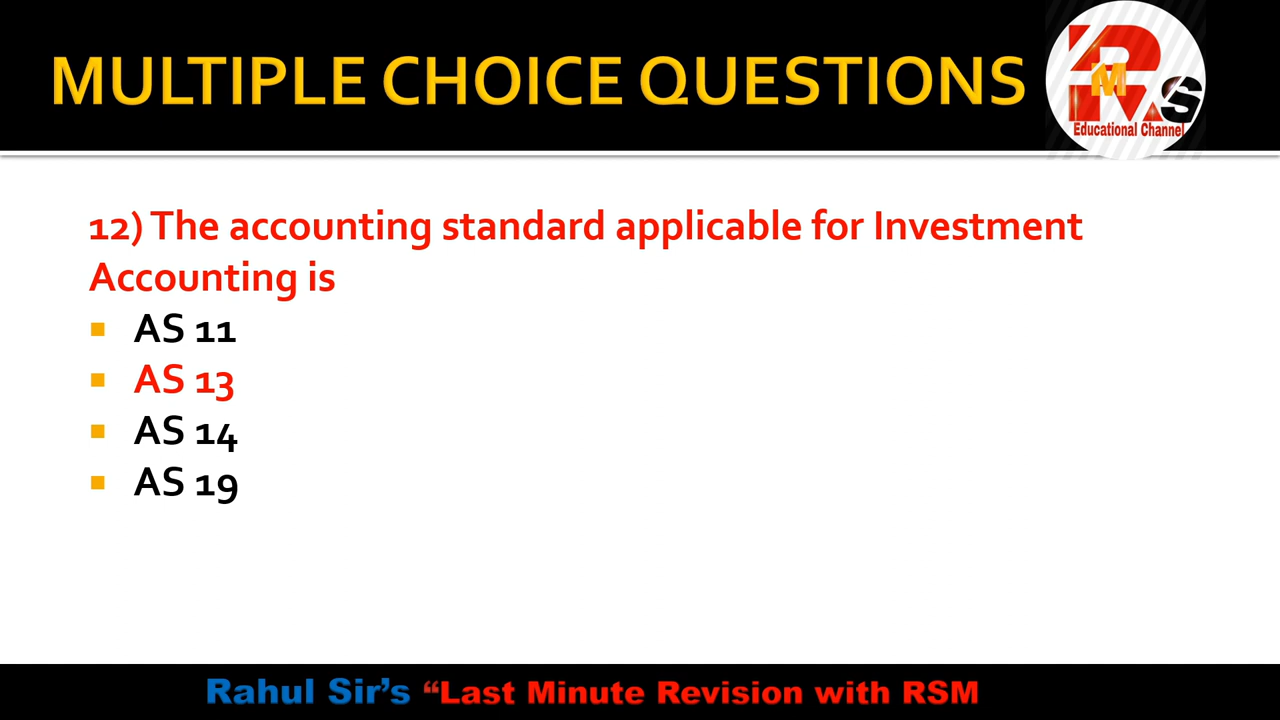 MULTIPLE CHOICE QUESTIONS
RMS
Educational Channel
12) The accounting standard applicable for Investment
Accounting is
AS 11
AS 13
AS 14
AS 19
Rahul Sir's “Last Minute Revision with RSM